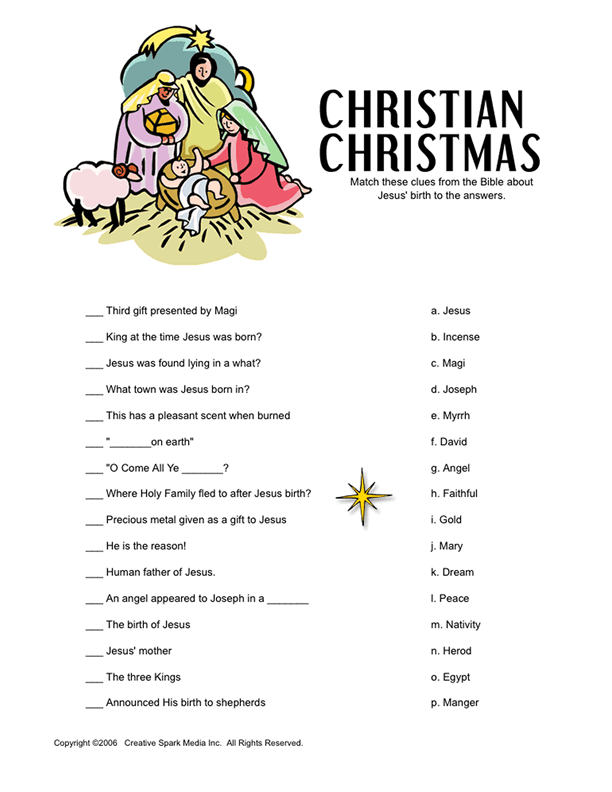 CHRISTIAN
CHRISTMAS
Match these clues from the Bible about
Jesus' birth to the answers.
___ Third gift presented by Magi a. Jesus
___ King at the time Jesus was born? b. Incense
___ Jesus was found lying in a what? c. Magi
___ What town was Jesus born in? d. Joseph
___ This has a pleasant scent when burned e. Myrrh
___ "_______on earth" f. David
___ "O Come All Ye _______? g. Angel
___ Where Holy Family fled to after Jesus birth? h. Faithful
___ Precious metal given as a gift to Jesus i. Gold
___ He is the reason! j. Mary
___ Human father of Jesus. k. Dream
___ An angel appeared to Joseph in a _______ l. Peace
___ The birth of Jesus m. Nativity
___ Jesus' mother n. Herod
___ The three Kings o. Egypt
___ Announced His birth to shepherds p. Manger
Copyright ©2006 Creative Spark Media Inc. All Rights Reserved.